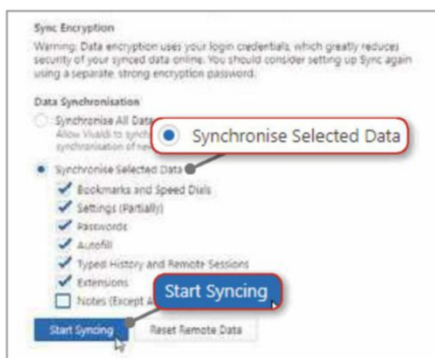 Sync Encryption
Warning: Data encryption uses your login credentials, which greatly reduces
security of your synced data online. You should consider setting up Sync again
using a separate, strong encryption password.
Data Synchronisation
Synchronise All Data
Allow Vivaldi to synch
synchronisation of
Synchronise Selected Data
Synchronise Selected Data
Bookmarks and Speed Dials
Settings (Partially)
Passwords
Autofill
Typed History and Remote Sessions
Extensions
Notes (Except
Start Syncing
Start Syncing
Reset Remote Data